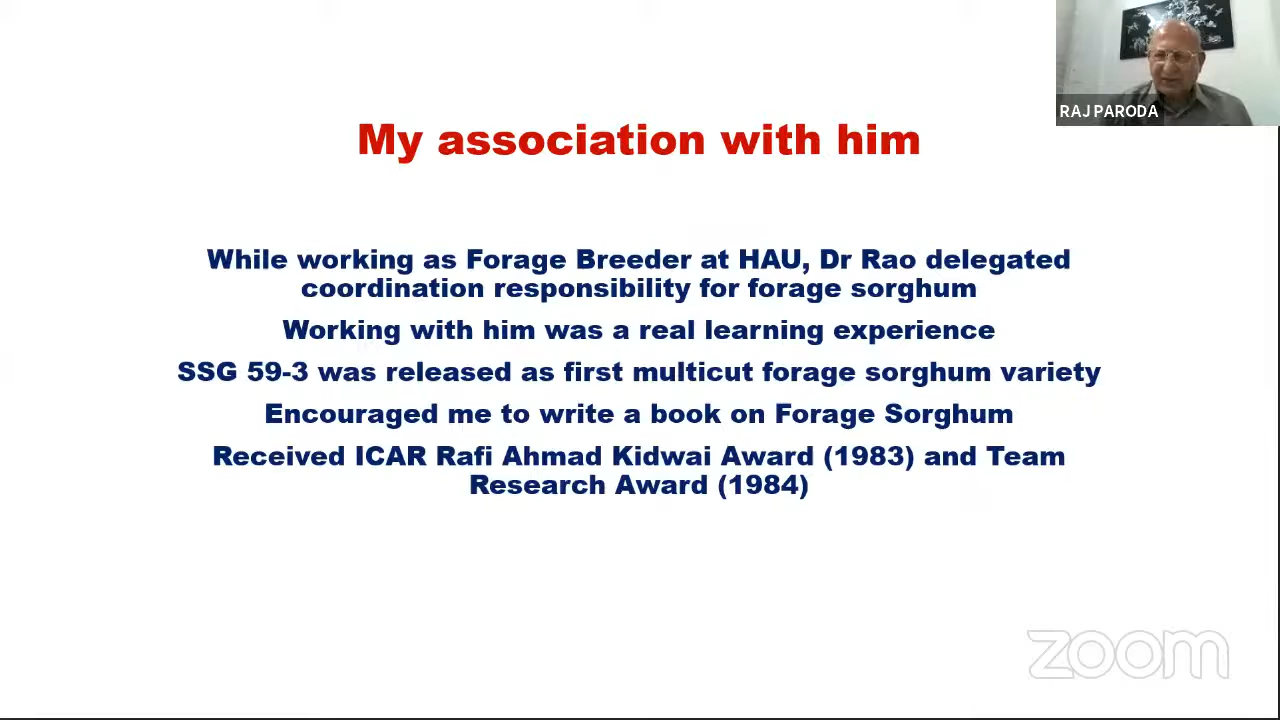 RAJ PARODA
My association with him
While working as Forage Breeder at HAU, Dr Rao delegated
coordination responsibility for forage sorghum
Working with him was a real learning experience
SSG 59-3 was released as first multicut forage sorghum variety
Encouraged me to write a book on Forage Sorghum
Received ICAR Rafi Ahmad Kidwai Award (1983) and Team
Research Award (1984)
zoom